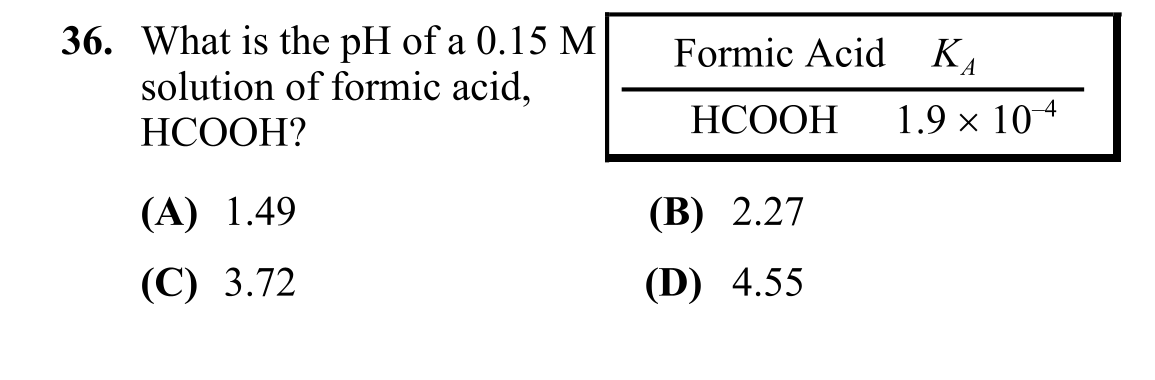 36. What is the pH of a 0.15 M
solution of formic acid,
HCOOH?
Formic Acid K_A
HCOOH 1.9 × 10⁻⁴
(A) 1.49
(B) 2.27
(C) 3.72
(D) 4.55